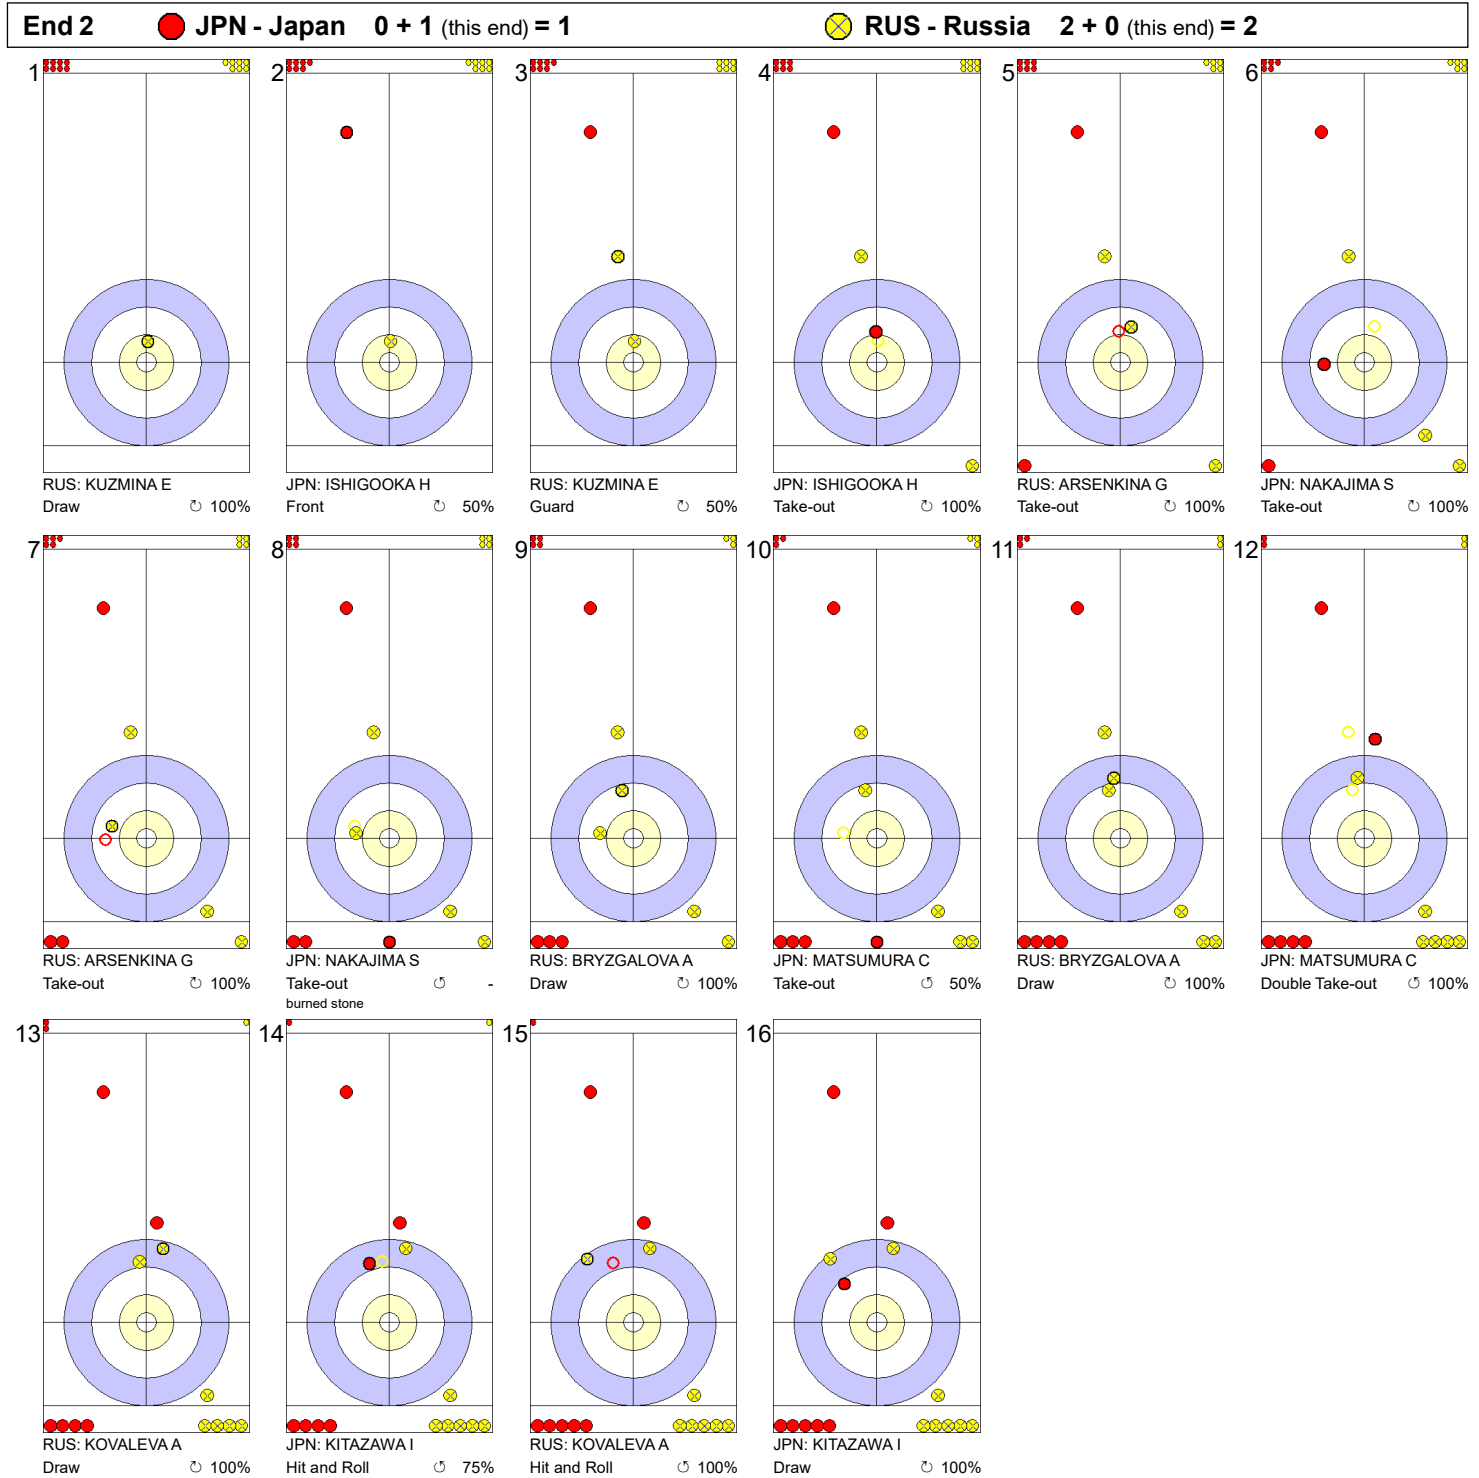 End 2 JPN - Japan 0 + 1 (this end) = 1 RUS - Russia 2 + 0 (this end) = 2
1 2 3 4 5 6
RUS: KUZMINA E JPN: ISHIGOOKA H RUS: KUZMINA E JPN: ISHIGOOKA H RUS: ARSENKINA G JPN: NAKAJIMA S
Draw ↻ 100% Front ↻ 50% Guard ↻ 50% Take-out ↻ 100% Take-out ↻ 100% Take-out ↻ 100%
7 8 9 10 11 12
RUS: ARSENKINA G JPN: NAKAJIMA S RUS: BRYZGALOVA A JPN: MATSUMURA C RUS: BRYZGALOVA A JPN: MATSUMURA C
Take-out ↻ 100% Take-out ↺ - Draw ↻ 100% Take-out ↺ 50% Draw ↻ 100% Double Take-out ↻ 100%
burned stone
13 14 15 16
RUS: KOVALEVA A JPN: KITAZAWA I RUS: KOVALEVA A JPN: KITAZAWA I
Draw ↻ 100% Hit and Roll ↺ 75% Hit and Roll ↻ 100% Draw ↻ 100%